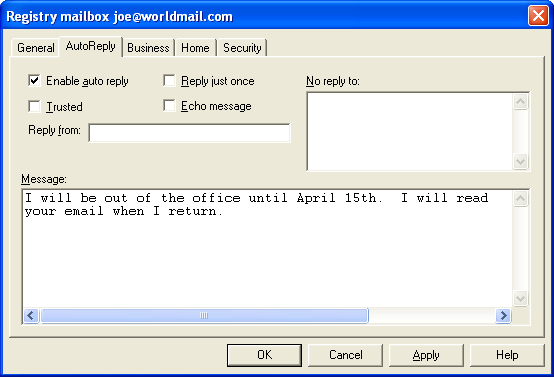 Registry mailbox joe@worldmail.com
General AutoReply Business Home Security
Enable auto reply
Reply just once
No reply to:
Trusted
Echo message
Reply from:
Message:
I will be out of the office until April 15th.  I will read
your email when I return.
OK Cancel Apply Help